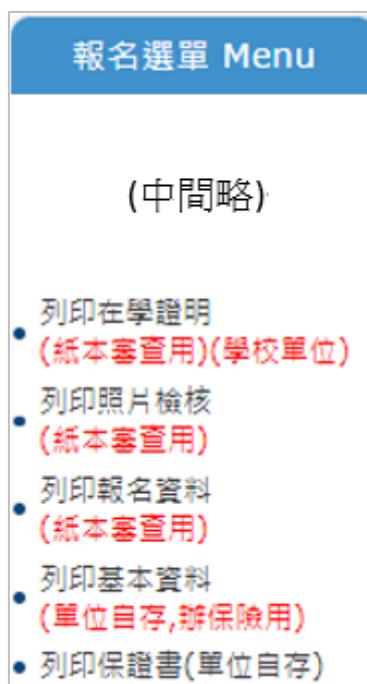 報名選單 Menu
(中間略)
列印在學證明
(紙本審查用)(學校單位)
列印照片檢核
(紙本審查用)
列印報名資料
(紙本審查用)
列印基本資料
(單位自存,辦保險用)
列印保證書(單位自存)